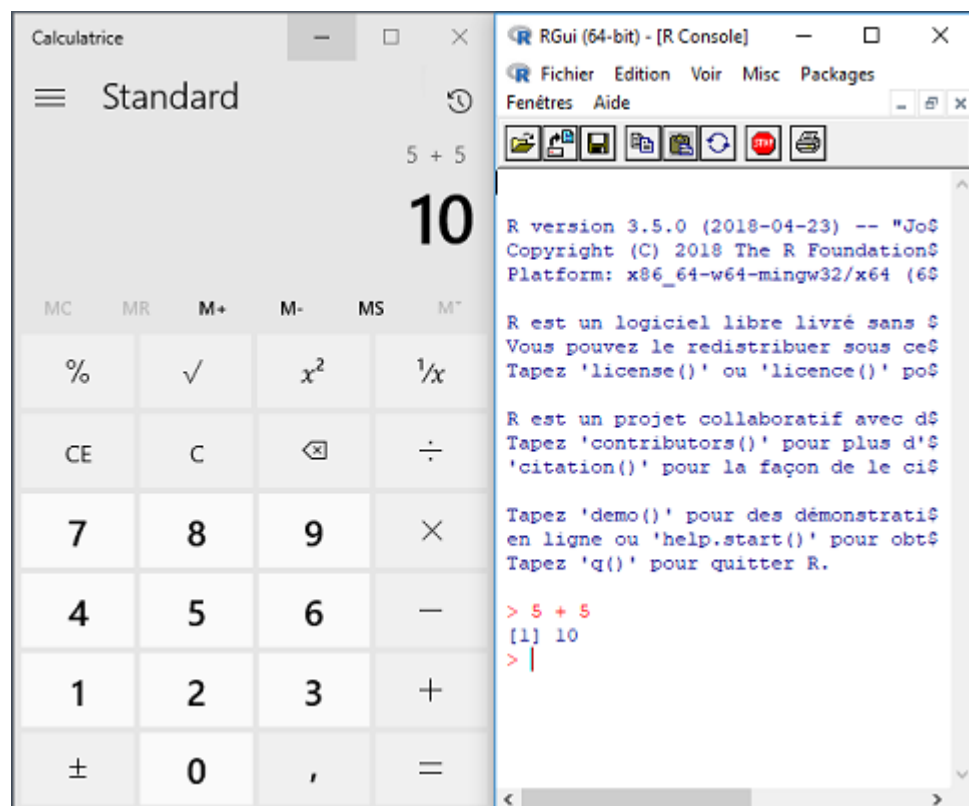 Calculatrice
Standard
5 + 5
10
MC MR M+ M- MS M˅
% √ x² ¹/x
CE C ÷
7 8 9 ×
4 5 6 −
1 2 3 +
± 0 , =
RGui (64-bit) - [R Console]
Fichier Edition Voir Misc Packages
Fenêtres Aide
STOP
R version 3.5.0 (2018-04-23) -- "Jo$
Copyright (C) 2018 The R Foundation$
Platform: x86_64-w64-mingw32/x64 (6$
R est un logiciel libre livré sans $
Vous pouvez le redistribuer sous ce$
Tapez 'license()' ou 'licence()' po$
R est un projet collaboratif avec d$
Tapez 'contributors()' pour plus d'$
'citation()' pour la façon de le ci$
Tapez 'demo()' pour des démonstrati$
en ligne ou 'help.start()' pour obt$
Tapez 'q()' pour quitter R.
> 5 + 5
[1] 10
>